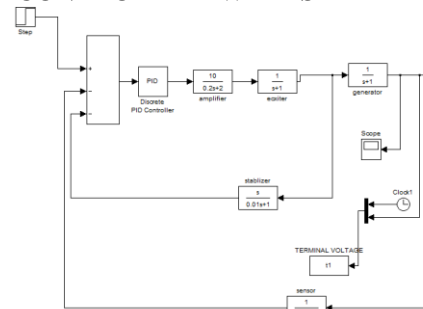 Step
+
−
−
PID
Discrete
PID Controller
10
0.2s+2
amplifier
1
s+1
exciter
1
s+1
generator
Scope
stablizer
s
0.01s+1
Clock1
TERMINAL VOLTAGE
t1
sensor
1